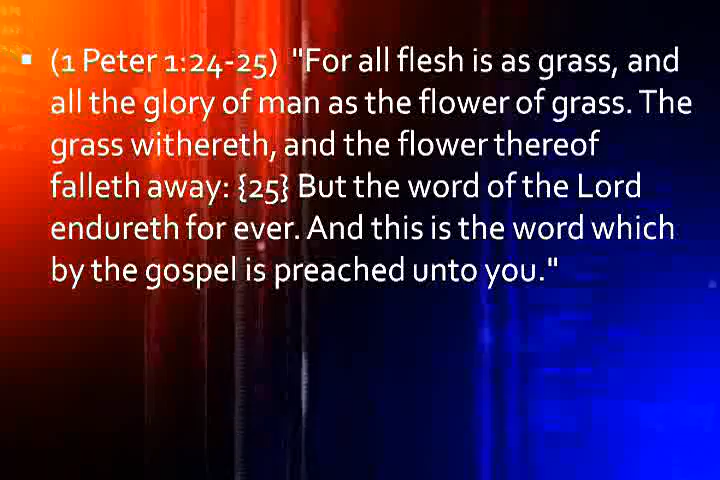 ▪ (1 Peter 1:24-25) "For all flesh is as grass, and
all the glory of man as the flower of grass. The
grass withereth, and the flower thereof
falleth away: {25} But the word of the Lord
endureth for ever. And this is the word which
by the gospel is preached unto you."